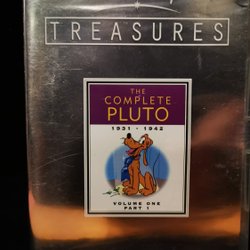 TREASURES
THE
COMPLETE
PLUTO
1931 · 1942
VOLUME ONE
PART 1